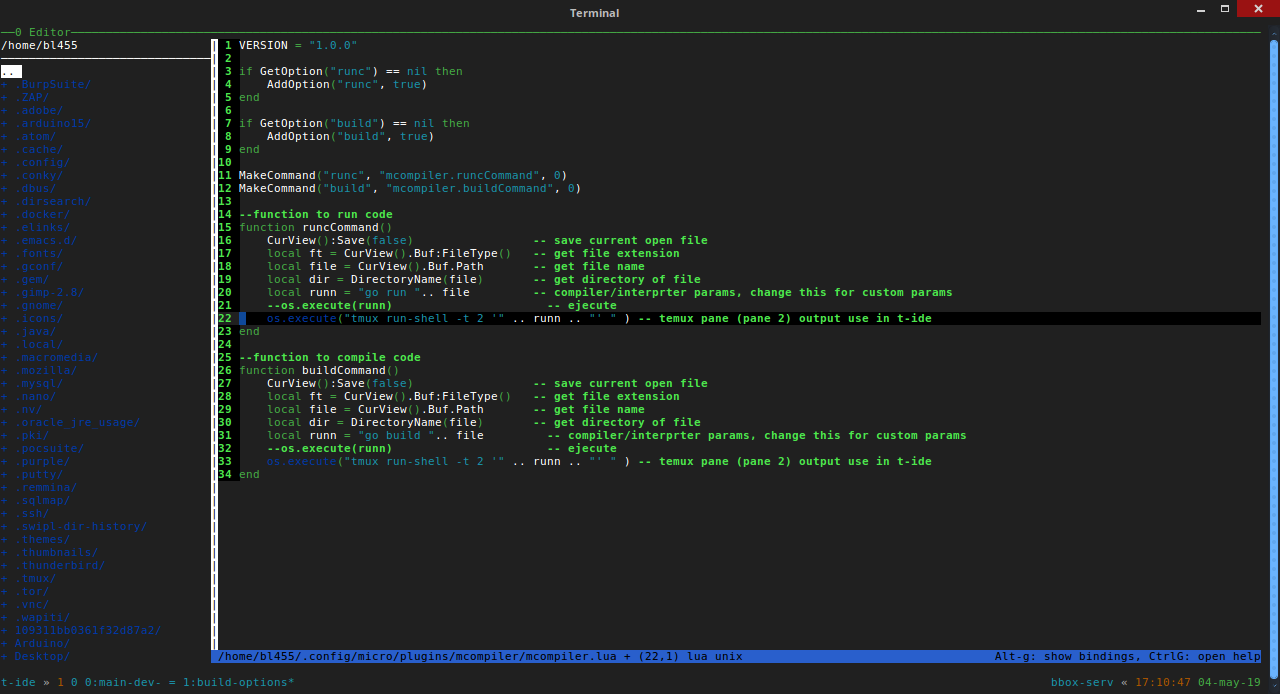 Terminal
0 Editor
/home/bl455
..
+ .BurpSuite/
+ .ZAP/
+ .adobe/
+ .arduino15/
+ .atom/
+ .cache/
+ .config/
+ .conky/
+ .dbus/
+ .dirsearch/
+ .docker/
+ .elinks/
+ .emacs.d/
+ .fonts/
+ .gconf/
+ .gem/
+ .gimp-2.8/
+ .gnome/
+ .icons/
+ .java/
+ .local/
+ .macromedia/
+ .mozilla/
+ .mysql/
+ .nano/
+ .nv/
+ .oracle_jre_usage/
+ .pki/
+ .pocsuite/
+ .purple/
+ .putty/
+ .remmina/
+ .sqlmap/
+ .ssh/
+ .swipl-dir-history/
+ .themes/
+ .thumbnails/
+ .thunderbird/
+ .tmux/
+ .tor/
+ .vnc/
+ .wapiti/
+ 109311bb0361f32d87a2/
+ Arduino/
+ Desktop/
1 VERSION = "1.0.0"
2
3 if GetOption("runc") == nil then
4     AddOption("runc", true)
5 end
6
7 if GetOption("build") == nil then
8     AddOption("build", true)
9 end
10
11 MakeCommand("runc", "mcompiler.runcCommand", 0)
12 MakeCommand("build", "mcompiler.buildCommand", 0)
13
14 --function to run code
15 function runcCommand()
16     CurView():Save(false)                 -- save current open file
17     local ft = CurView().Buf:FileType()   -- get file extension
18     local file = CurView().Buf.Path       -- get file name
19     local dir = DirectoryName(file)       -- get directory of file
20     local runn = "go run ".. file         -- compiler/interprter params, change this for custom params
21     --os.execute(runn)                      -- ejecute
22     os.execute("tmux run-shell -t 2 '" .. runn .. "' " ) -- temux pane (pane 2) output use in t-ide
23 end
24
25 --function to compile code
26 function buildCommand()
27     CurView():Save(false)                 -- save current open file
28     local ft = CurView().Buf:FileType()   -- get file extension
29     local file = CurView().Buf.Path       -- get file name
30     local dir = DirectoryName(file)       -- get directory of file
31     local runn = "go build ".. file         -- compiler/interprter params, change this for custom params
32     --os.execute(runn)                      -- ejecute
33     os.execute("tmux run-shell -t 2 '" .. runn .. "' " ) -- temux pane (pane 2) output use in t-ide
34 end
/home/bl455/.config/micro/plugins/mcompiler/mcompiler.lua + (22,1) lua unix Alt-g: show bindings, CtrlG: open help
t-ide » 1 0 0:main-dev- = 1:build-options* bbox-serv « 17:10:47 04-may-19